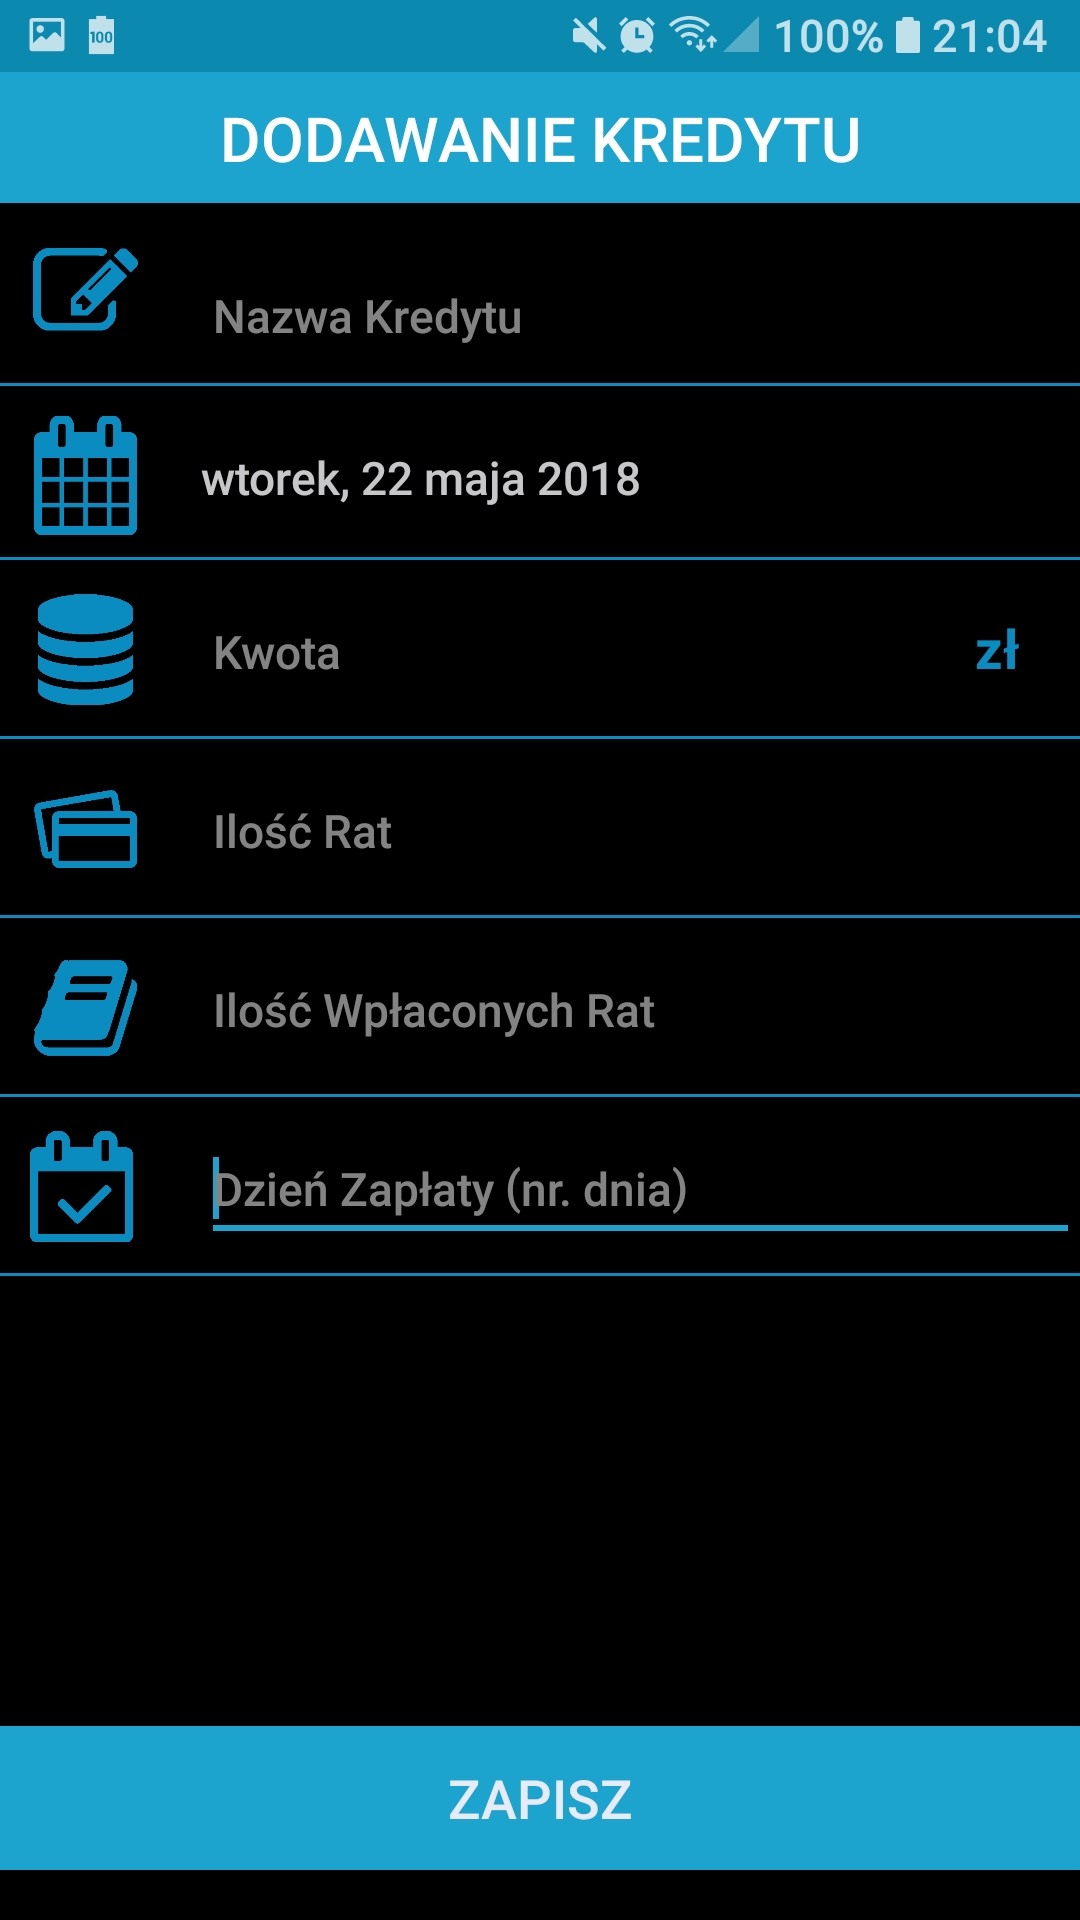 100 100% 21:04
DODAWANIE KREDYTU
Nazwa Kredytu
wtorek, 22 maja 2018
Kwota zł
Ilość Rat
Ilość Wpłaconych Rat
Dzień Zapłaty (nr. dnia)
ZAPISZ